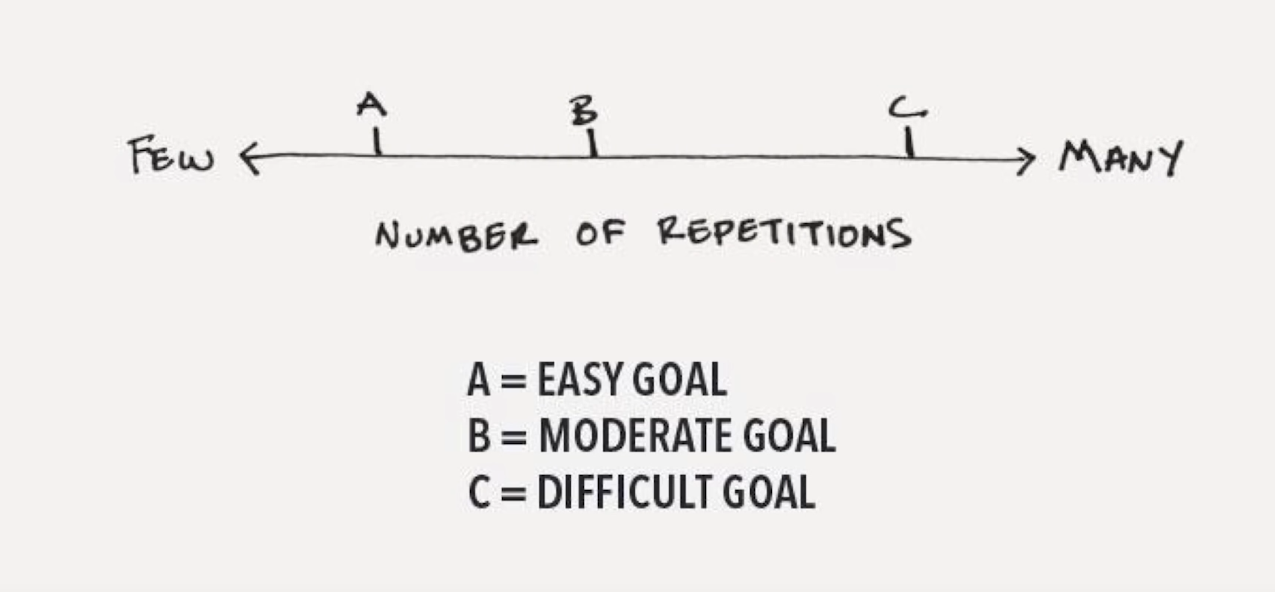 A B C
FEW MANY
NUMBER OF REPETITIONS
A = EASY GOAL
B = MODERATE GOAL
C = DIFFICULT GOAL